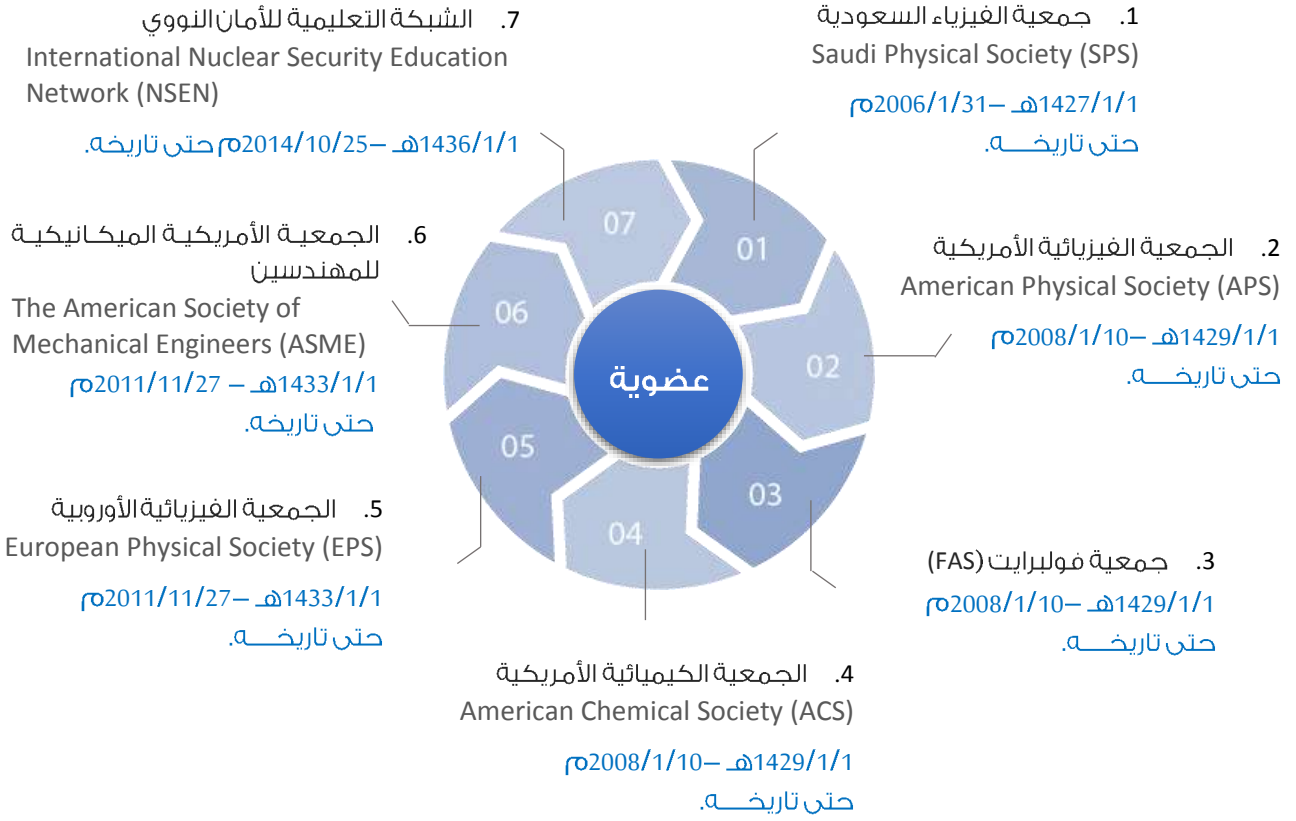 1. جمعية الفيزياء السعودية
Saudi Physical Society (SPS)
1427/1/1هـ –2006/1/31م
حتى تاريخــه.
2. الجمعية الفيزيائية الأمريكية
American Physical Society (APS)
1429/1/1هـ –2008/1/10م
حتى تاريخــه.
3. جمعية فولبرايت (FAS)
1429/1/1هـ –2008/1/10م
حتى تاريخــه.
4. الجمعية الكيميائية الأمريكية
American Chemical Society (ACS)
1429/1/1هـ –2008/1/10م
حتى تاريخــه.
5. الجمعية الفيزيائية الأوروبية
European Physical Society (EPS)
1433/1/1هـ –2011/11/27م
حتى تاريخــه.
6. الجمعيـة الأمريكيـة الميكـانيكيـة
للمهندسين
The American Society of
Mechanical Engineers (ASME)
1433/1/1هـ – 2011/11/27م
حتى تاريخه.
7. الشبكة التعليمية للأمان النووي
International Nuclear Security Education
Network (NSEN)
1436/1/1هـ –2014/10/25م حتى تاريخه.
01
02
03
04
05
06
07
عضوية